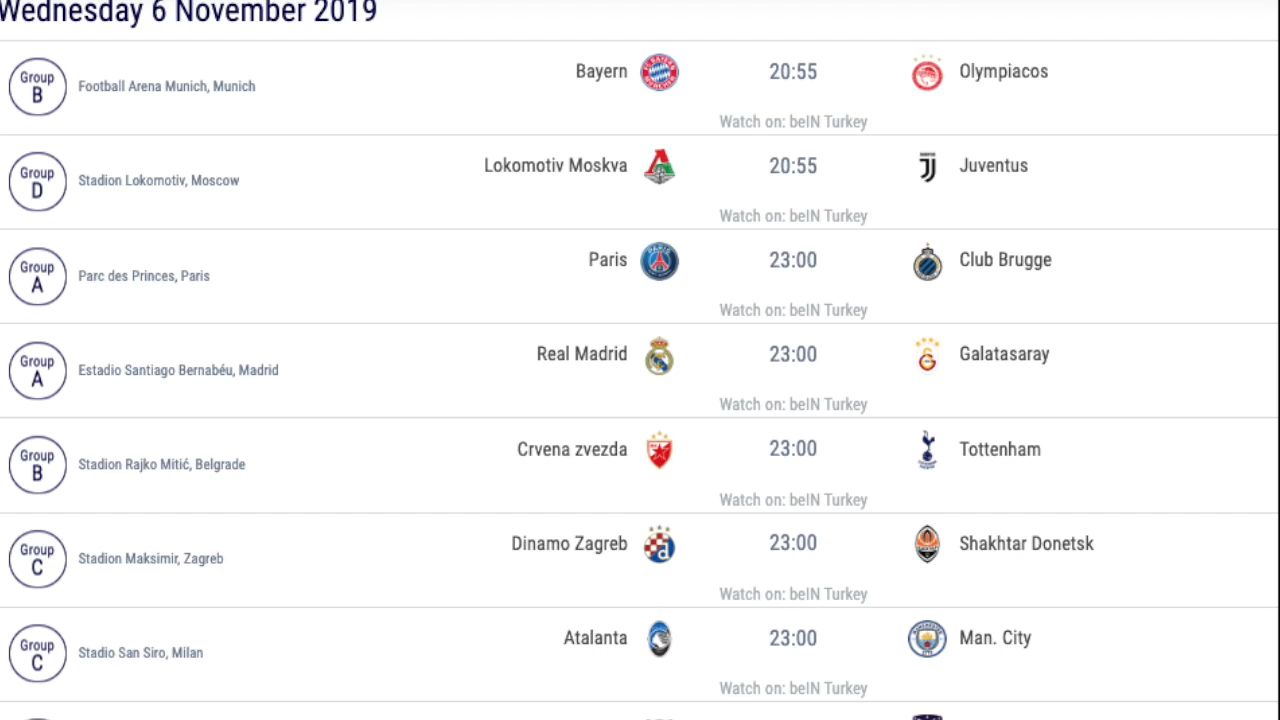 Wednesday 6 November 2019
Group B
Football Arena Munich, Munich
Bayern 20:55 Olympiacos
Watch on: beIN Turkey
Group D
Stadion Lokomotiv, Moscow
Lokomotiv Moskva 20:55 Juventus
Watch on: beIN Turkey
Group A
Parc des Princes, Paris
Paris 23:00 Club Brugge
Watch on: beIN Turkey
Group A
Estadio Santiago Bernabéu, Madrid
Real Madrid 23:00 Galatasaray
Watch on: beIN Turkey
Group B
Stadion Rajko Mitić, Belgrade
Crvena zvezda 23:00 Tottenham
Watch on: beIN Turkey
Group C
Stadion Maksimir, Zagreb
Dinamo Zagreb 23:00 Shakhtar Donetsk
Watch on: beIN Turkey
Group C
Stadio San Siro, Milan
Atalanta 23:00 Man. City
Watch on: beIN Turkey